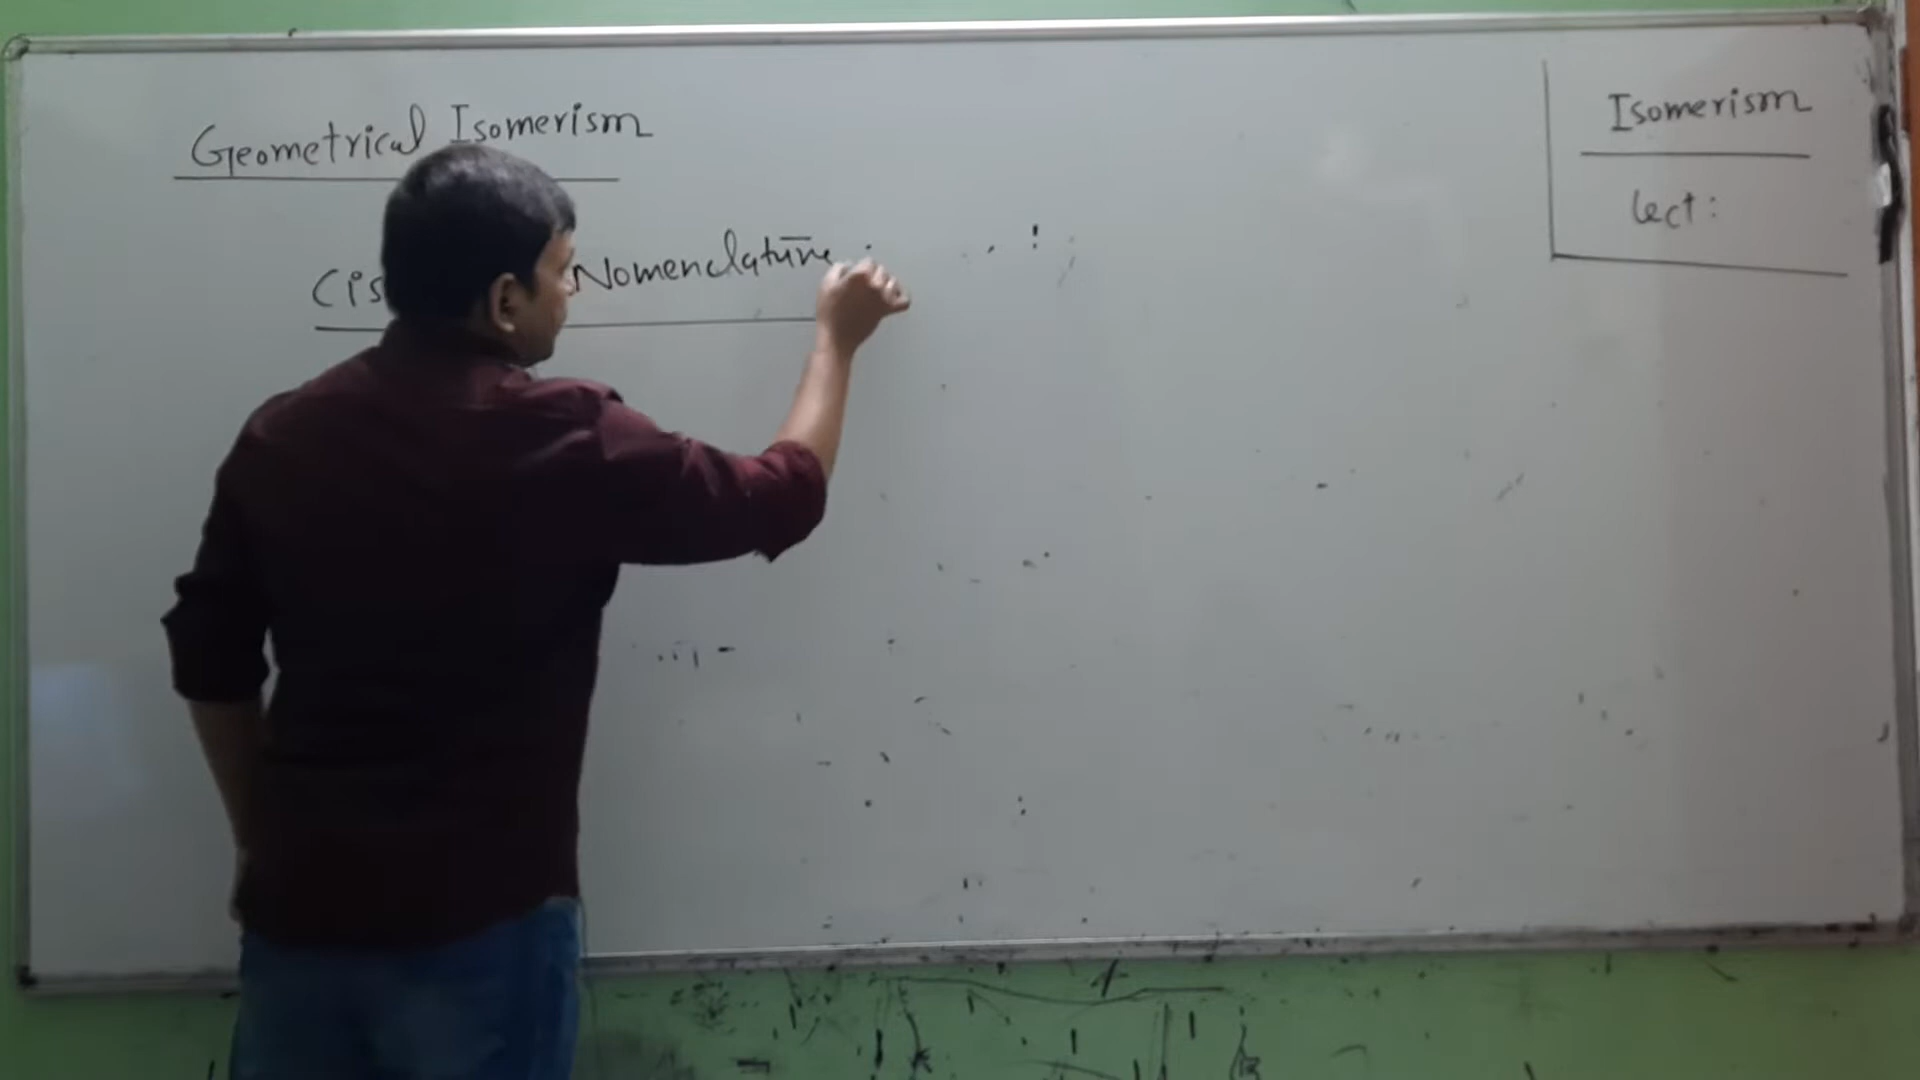 Geometrical Isomerism
Cis Nomenclature
Isomerism
Lect: